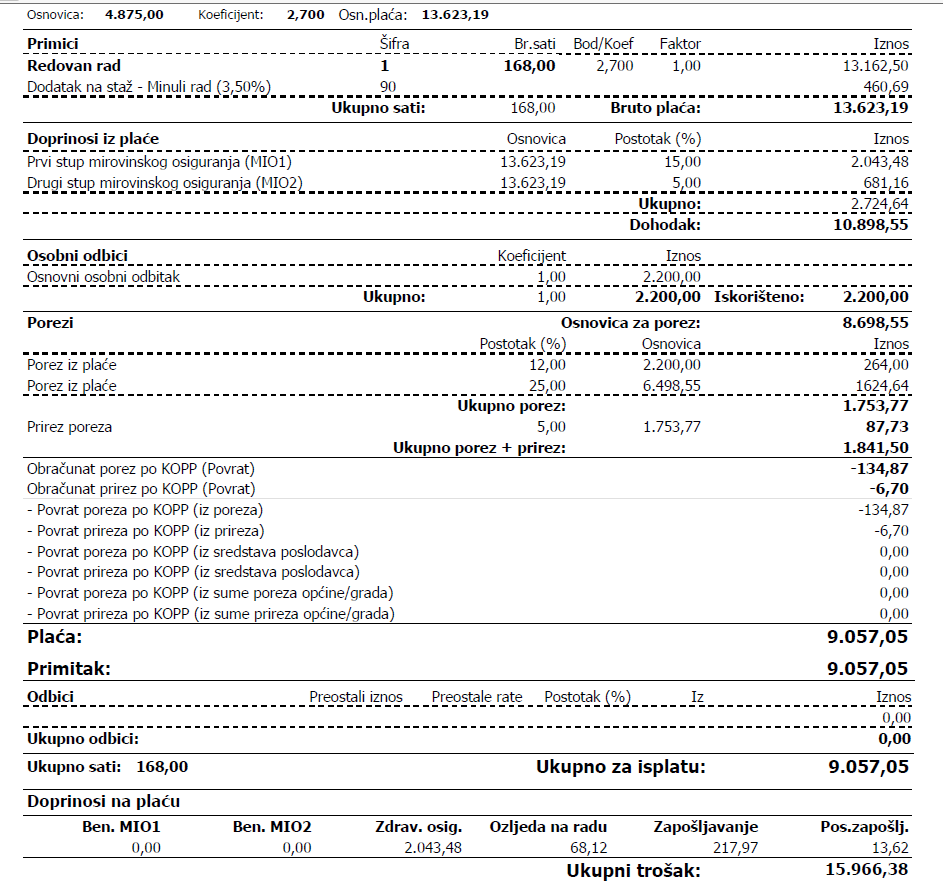 Osnovica: 4.875,00 Koeficijent: 2,700 Osn.plaća: 13.623,19
Primici Šifra Br.sati Bod/Koef Faktor Iznos
Redovan rad 1 168,00 2,700 1,00 13.162,50
Dodatak na staž - Minuli rad (3,50%) 90 460,69
Ukupno sati: 168,00 Bruto plaća: 13.623,19
Doprinosi iz plaće Osnovica Postotak (%) Iznos
Prvi stup mirovinskog osiguranja (MIO1) 13.623,19 15,00 2.043,48
Drugi stup mirovinskog osiguranja (MIO2) 13.623,19 5,00 681,16
Ukupno: 2.724,64
Dohodak: 10.898,55
Osobni odbici Koeficijent Iznos
Osnovni osobni odbitak 1,00 2.200,00
Ukupno: 1,00 2.200,00 Iskorišteno: 2.200,00
Porezi Osnovica za porez: 8.698,55
Postotak (%) Osnovica Iznos
Porez iz plaće 12,00 2.200,00 264,00
Porez iz plaće 25,00 6.498,55 1624,64
Ukupno porez: 1.753,77
Prirez poreza 5,00 1.753,77 87,73
Ukupno porez + prirez: 1.841,50
Obračunat porez po KOPP (Povrat) -134,87
Obračunat prirez po KOPP (Povrat) -6,70
- Povrat poreza po KOPP (iz poreza) -134,87
- Povrat prireza po KOPP (iz prireza) -6,70
- Povrat poreza po KOPP (iz sredstava poslodavca) 0,00
- Povrat prireza po KOPP (iz sredstava poslodavca) 0,00
- Povrat poreza po KOPP (iz sume poreza općine/grada) 0,00
- Povrat prireza po KOPP (iz sume prireza općine/grada) 0,00
Plaća: 9.057,05
Primitak: 9.057,05
Odbici Preostali iznos Preostale rate Postotak (%) Iz Iznos
0,00
Ukupno odbici: 0,00
Ukupno sati: 168,00 Ukupno za isplatu: 9.057,05
Doprinosi na plaću
Ben. MIO1 Ben. MIO2 Zdrav. osig. Ozljeda na radu Zapošljavanje Pos.zapošlj.
0,00 0,00 2.043,48 68,12 217,97 13,62
Ukupni trošak: 15.966,38